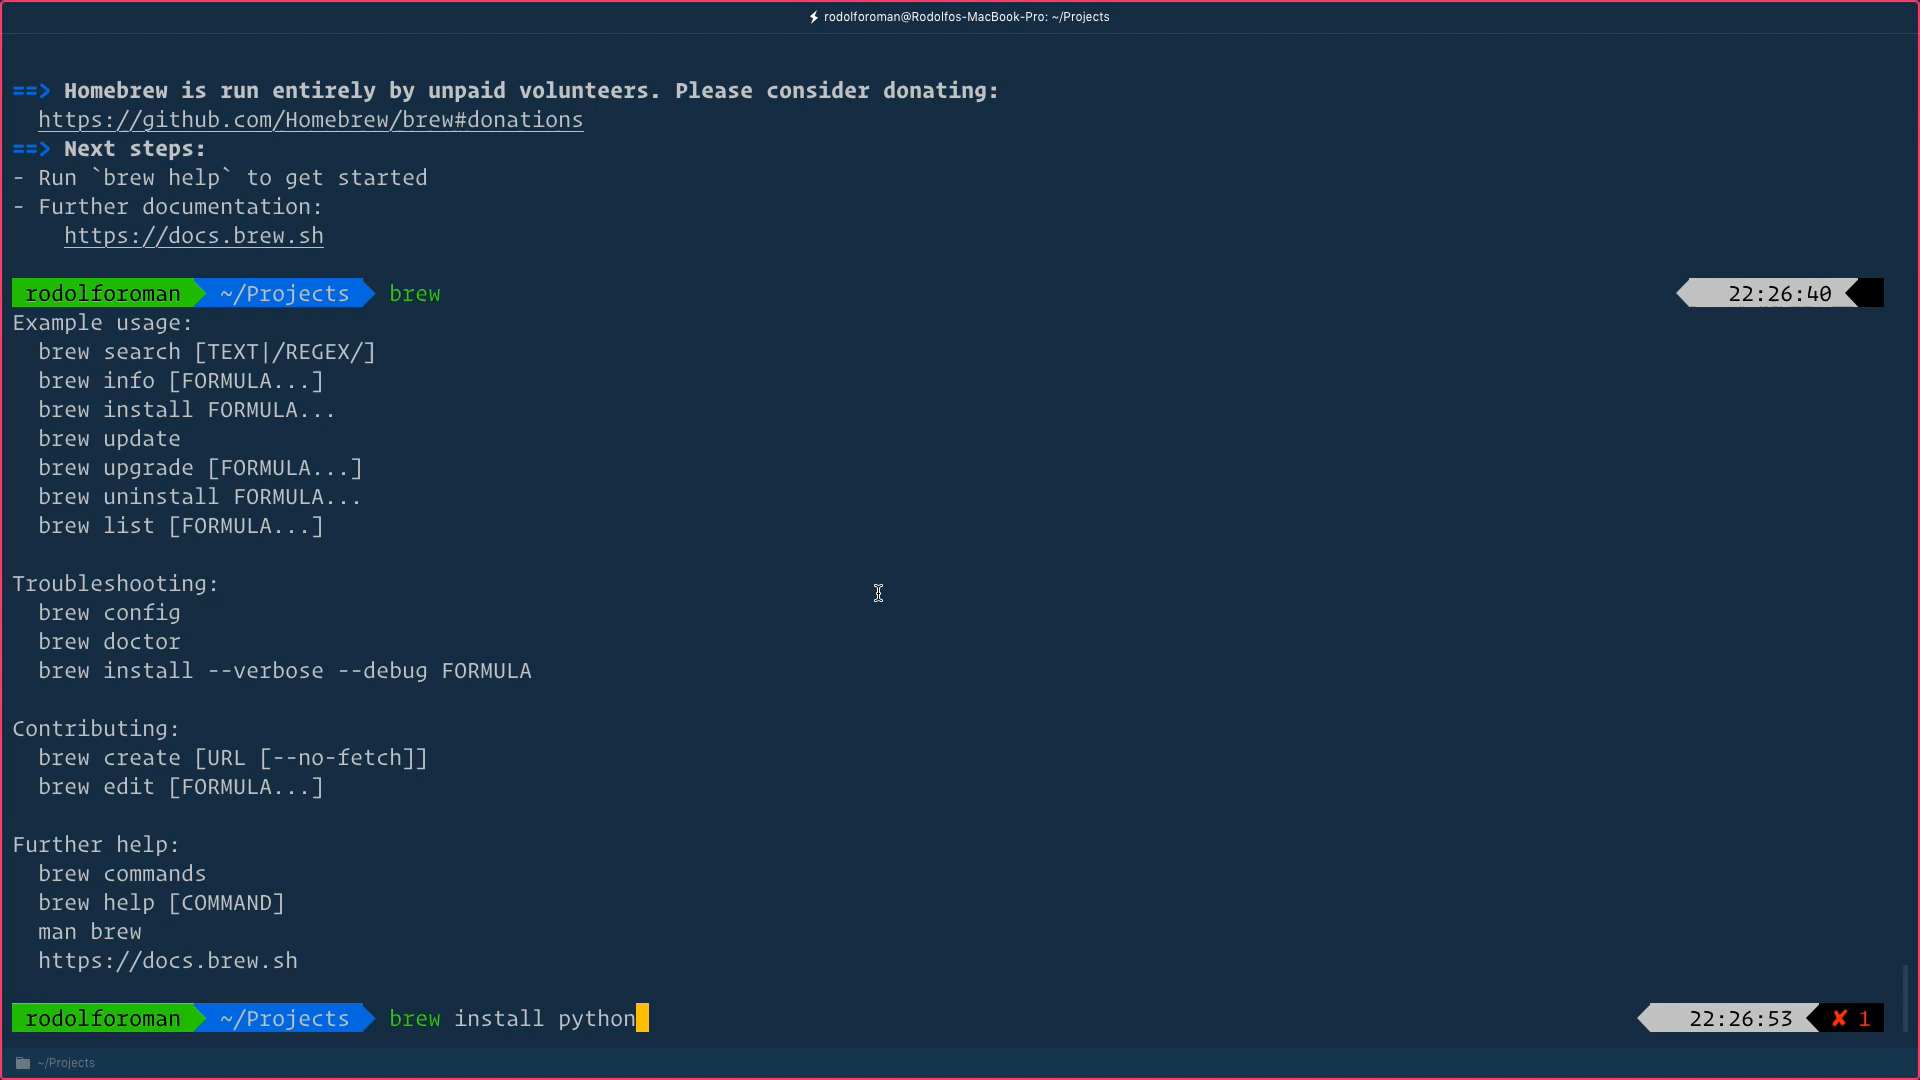 rodolforoman@Rodolfos-MacBook-Pro: ~/Projects
==> Homebrew is run entirely by unpaid volunteers. Please consider donating:
  https://github.com/Homebrew/brew#donations
==> Next steps:
- Run `brew help` to get started
- Further documentation:
    https://docs.brew.sh
rodolforoman ~/Projects brew 22:26:40
Example usage:
  brew search [TEXT|/REGEX/]
  brew info [FORMULA...]
  brew install FORMULA...
  brew update
  brew upgrade [FORMULA...]
  brew uninstall FORMULA...
  brew list [FORMULA...]
Troubleshooting:
  brew config
  brew doctor
  brew install --verbose --debug FORMULA
Contributing:
  brew create [URL [--no-fetch]]
  brew edit [FORMULA...]
Further help:
  brew commands
  brew help [COMMAND]
  man brew
  https://docs.brew.sh
rodolforoman ~/Projects brew install python 22:26:53 ✘ 1
~/Projects